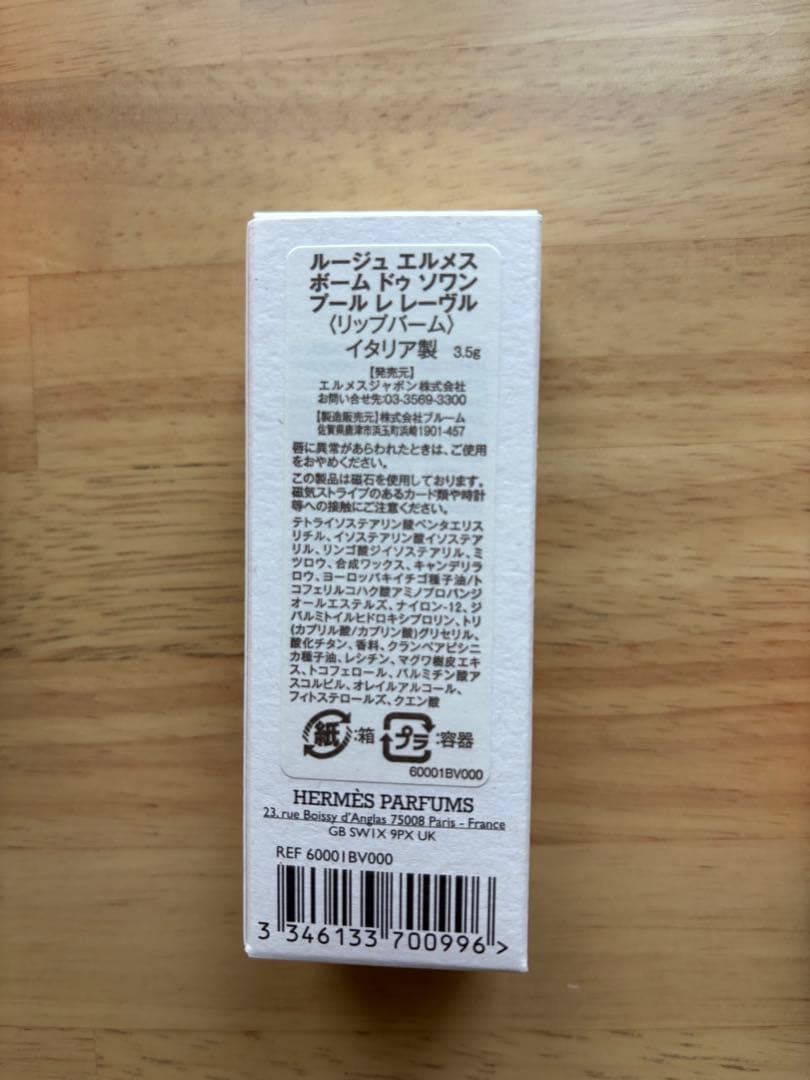 ルージュ エルメス
ボーム ドゥ ソワン
プール レ レーヴル
〈リップバーム〉
イタリア製 3.5g
【発売元】
エルメスジャポン株式会社
お問い合せ先:03-3569-3300
【製造販売元】株式会社ブルーム
佐賀県唐津市浜玉町浜崎1901-457
唇に異常があらわれたときは、ご使用
をおやめください。
この製品は磁石を使用しております。
磁気ストライプのあるカード類や時計
等への接触にご注意ください。
テトライソステアリン酸ペンタエリス
リチル、イソステアリン酸イソステア
リル、リンゴ酸ジイソステアリル、ミ
ツロウ、合成ワックス、キャンデリラ
ロウ、ヨーロッパキイチゴ種子油/ト
コフェリルコハク酸アミノプロパンジ
オールエステルズ、ナイロン-12、ジ
パルミトイルヒドロキシプロリン、トリ
(カプリル酸/カプリン酸)グリセリル、
酸化チタン、香料、クランベアビシニ
カ種子油、レシチン、マグワ樹皮エキ
ス、トコフェロール、パルミチン酸ア
スコルビル、オレイルアルコール、
フィトステロールズ、クエン酸
紙:箱 プラ:容器
60001BV000
HERMÈS PARFUMS
23, rue Boissy d'Anglas 75008 Paris - France
GB SW1X 9PX UK
REF 60001BV000
3 346133 700996 >